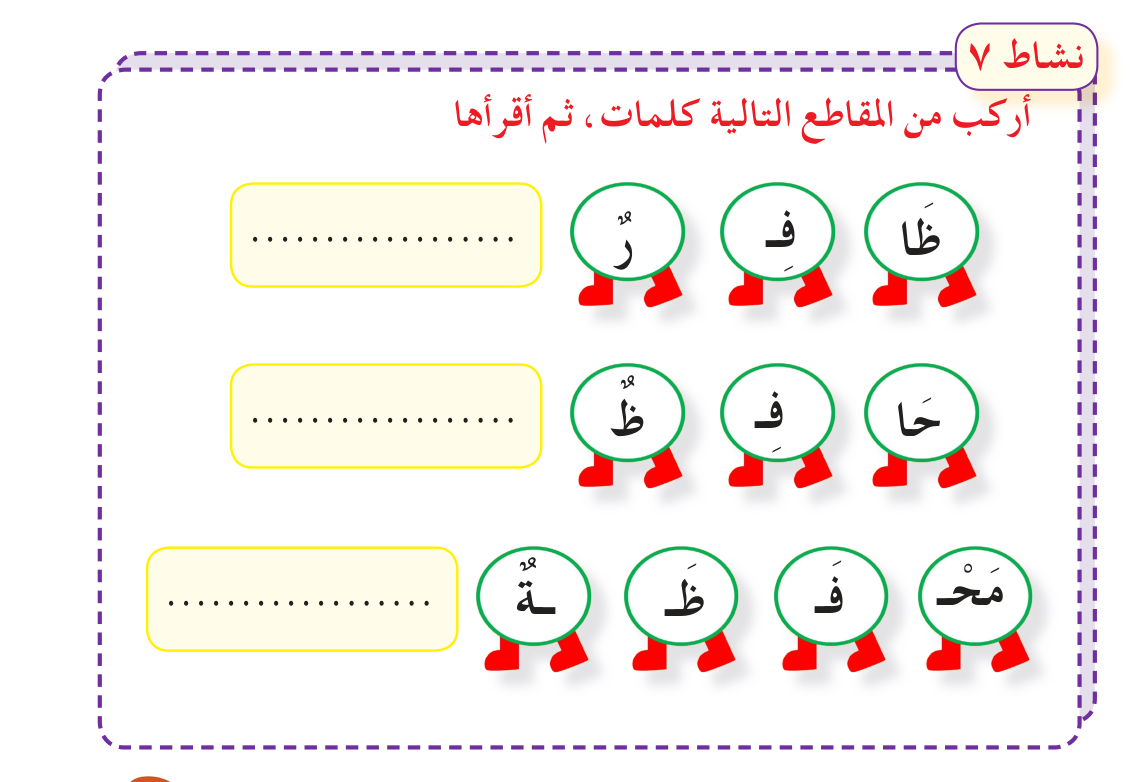 نشاط ٧
أركب من المقاطع التالية كلمات، ثم أقرأها
ظَا فِـ رٌ .................
حَا فِـ ظٌ .................
مَحْـ فَـ ظَـ ـةٌ .................